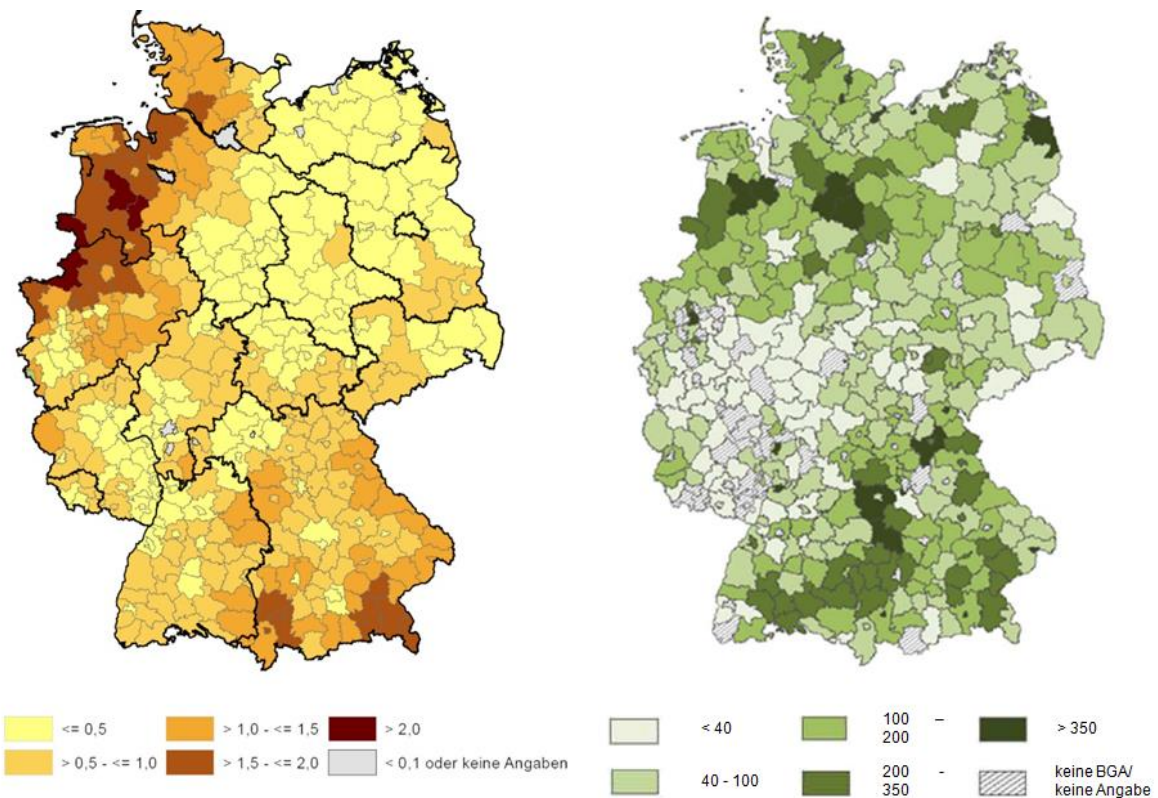 <= 0,5
> 1,0 - <= 1,5
> 2,0
> 0,5 - <= 1,0
> 1,5 - <= 2,0
< 0,1 oder keine Angaben
< 40
100 –
200
> 350
40 - 100
200 -
350
keine BGA/
keine Angabe